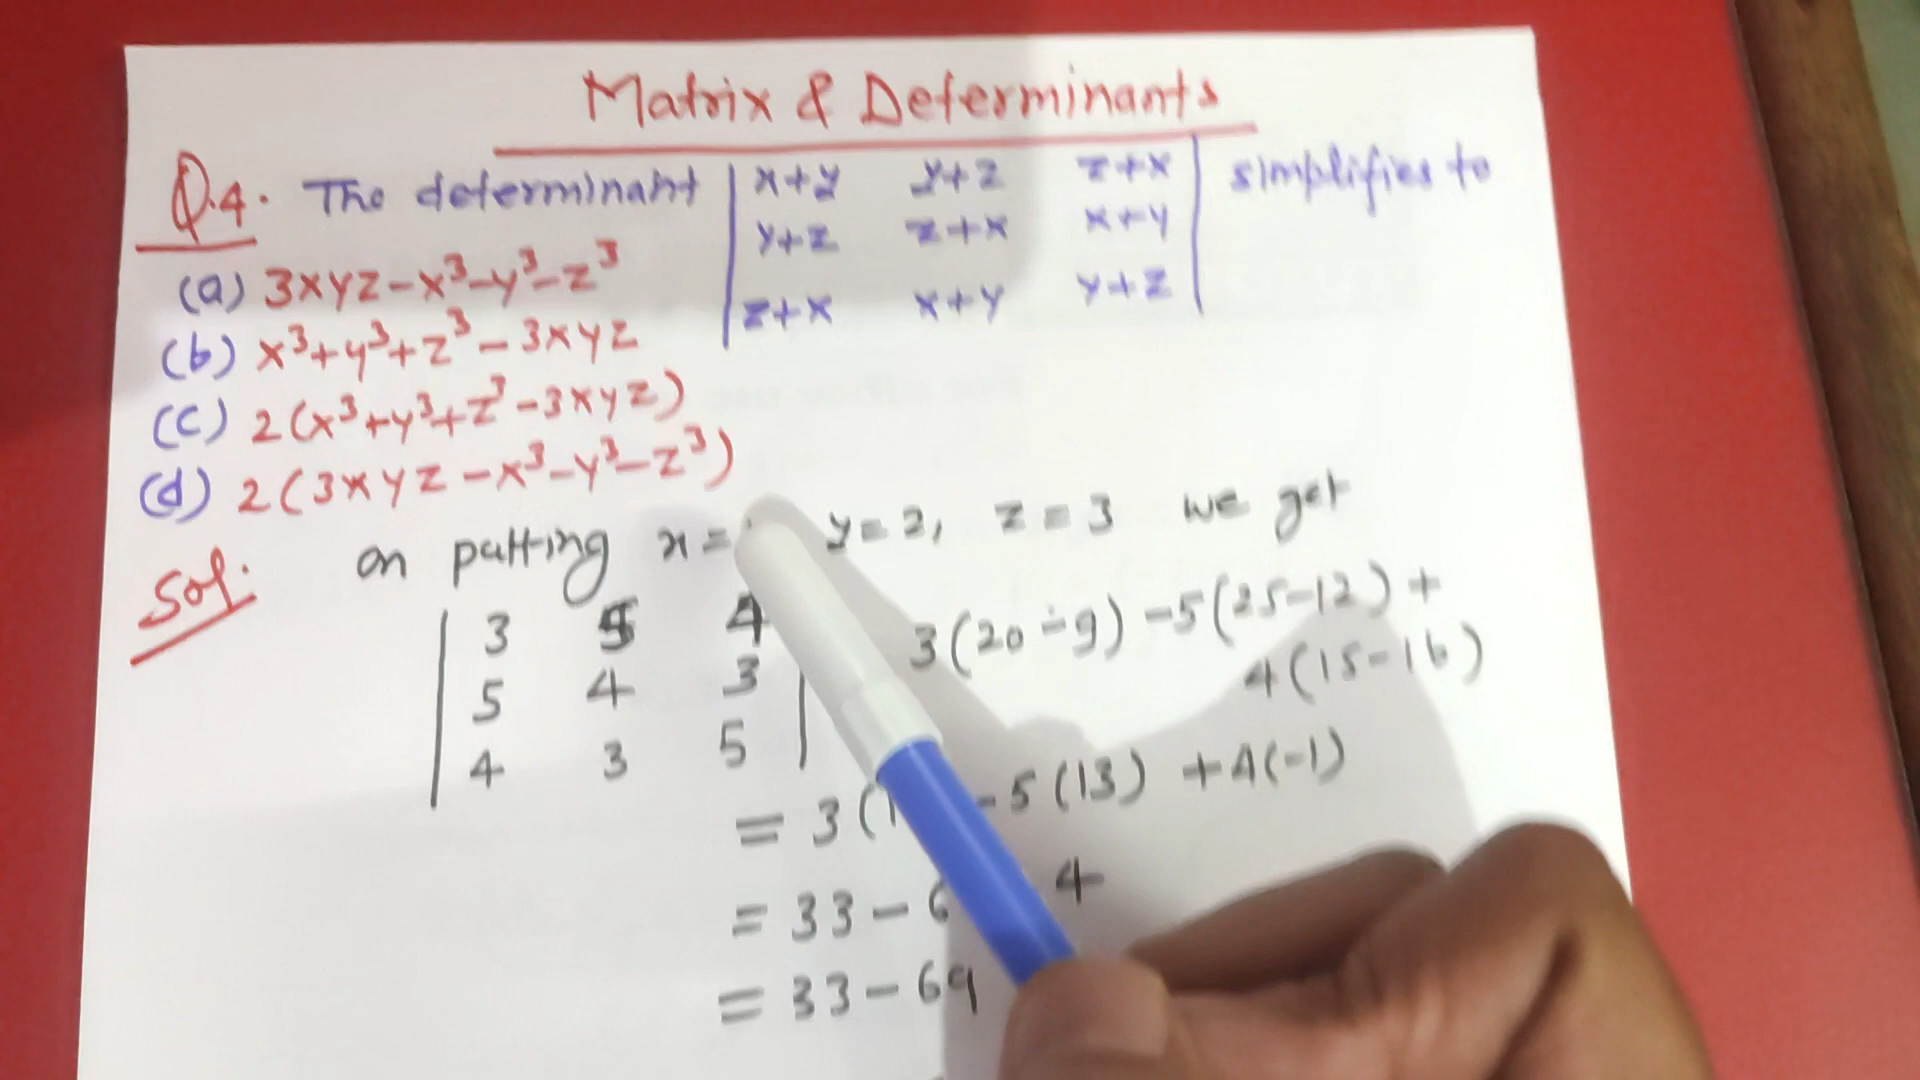 Matrix & Determinants
Q.4. The determinant | x+y y+z z+x | simplifies to
| y+z z+x x+y |
| z+x x+y y+z |
(a) 3xyz-x³-y³-z³
(b) x³+y³+z³-3xyz
(c) 2(x³+y³+z³-3xyz)
(d) 2(3xyz-x³-y³-z³)
Sol. on putting x= y=2, z=3 we get
| 3 5 4 |
| 5 4 3 |
| 4 3 5 |
3(20-9) -5(25-12)+
4(15-16)
= 3( -5(13) +4(-1)
= 33- 4
= 33-69